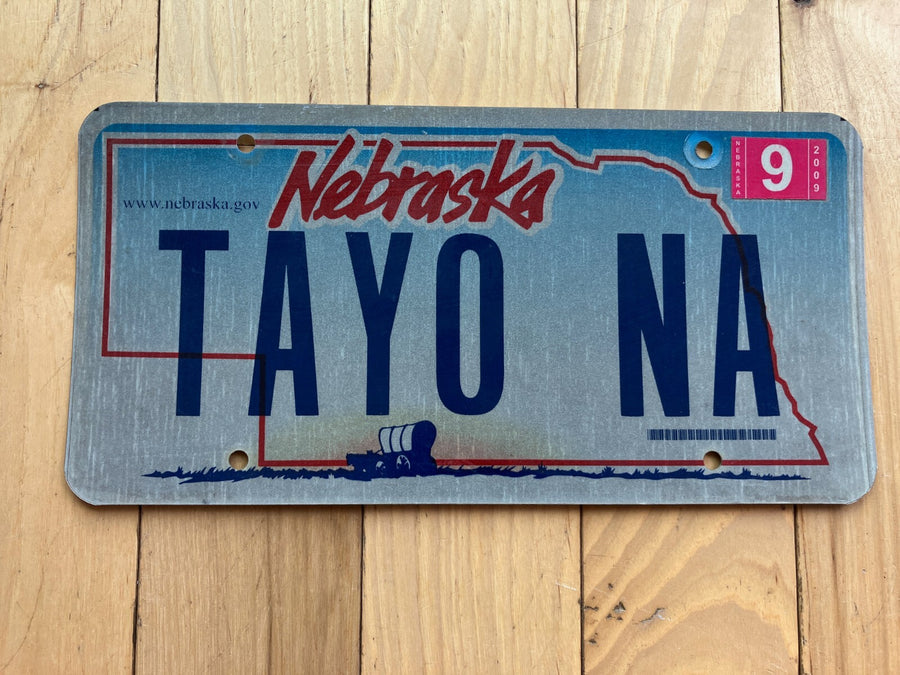 Nebraska
www.nebraska.gov
NEBRASKA 9 2009
TAYO NA